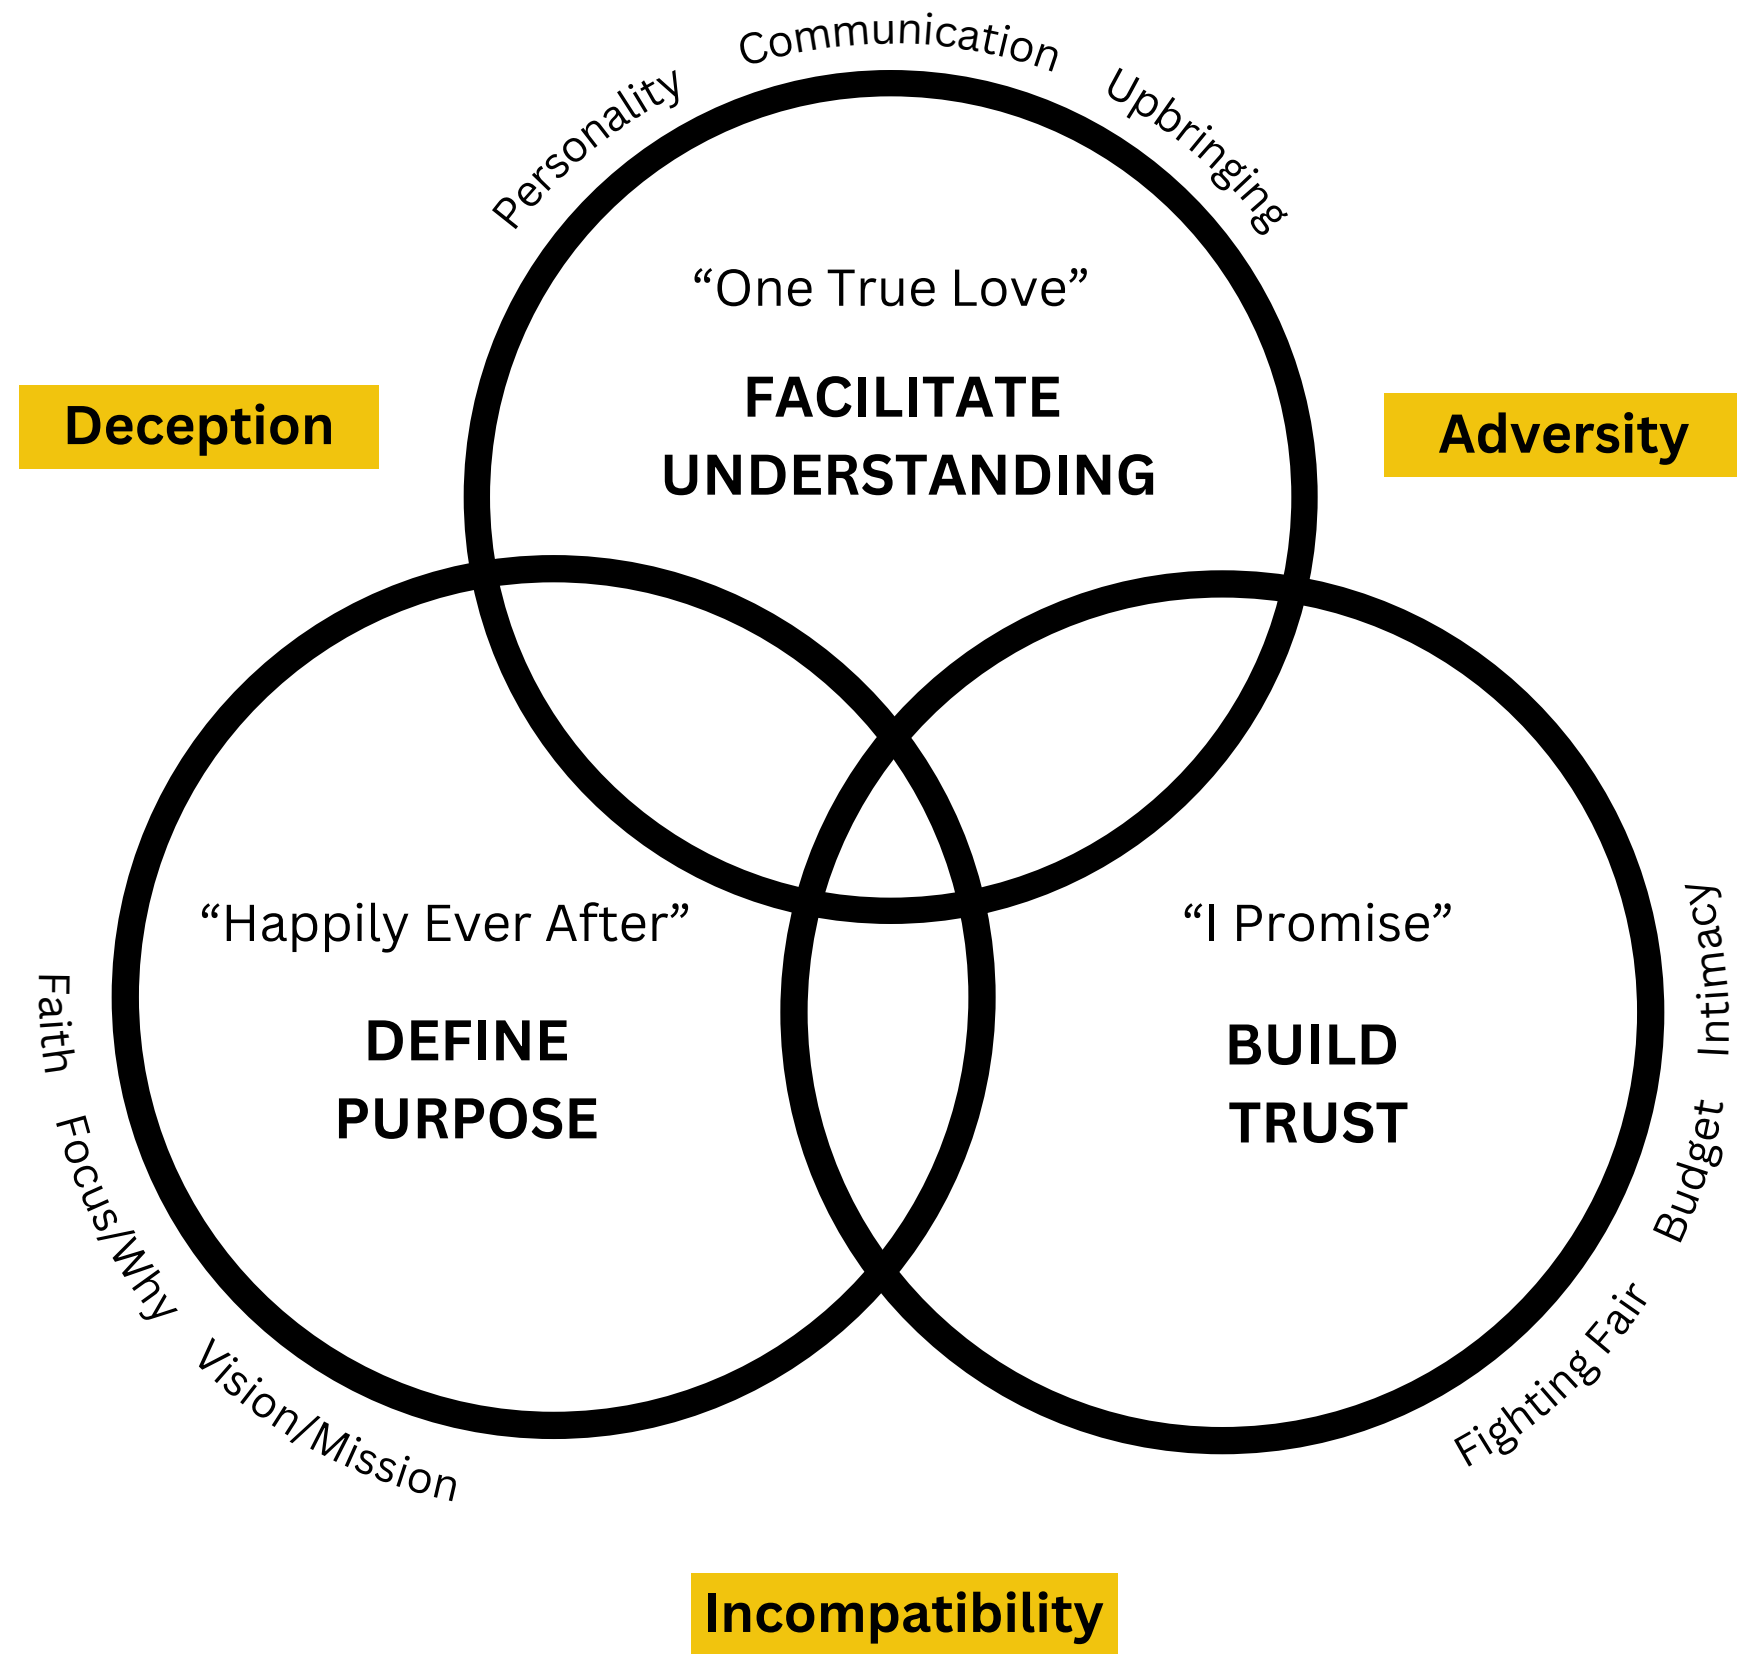 Communication
Personality
Upbringing
“One True Love”
FACILITATE
UNDERSTANDING
Deception
Adversity
“Happily Ever After”
DEFINE
PURPOSE
“I Promise”
BUILD
TRUST
Faith
Focus/Why
Vision/Mission
Intimacy
Budget
Fighting Fair
Incompatibility